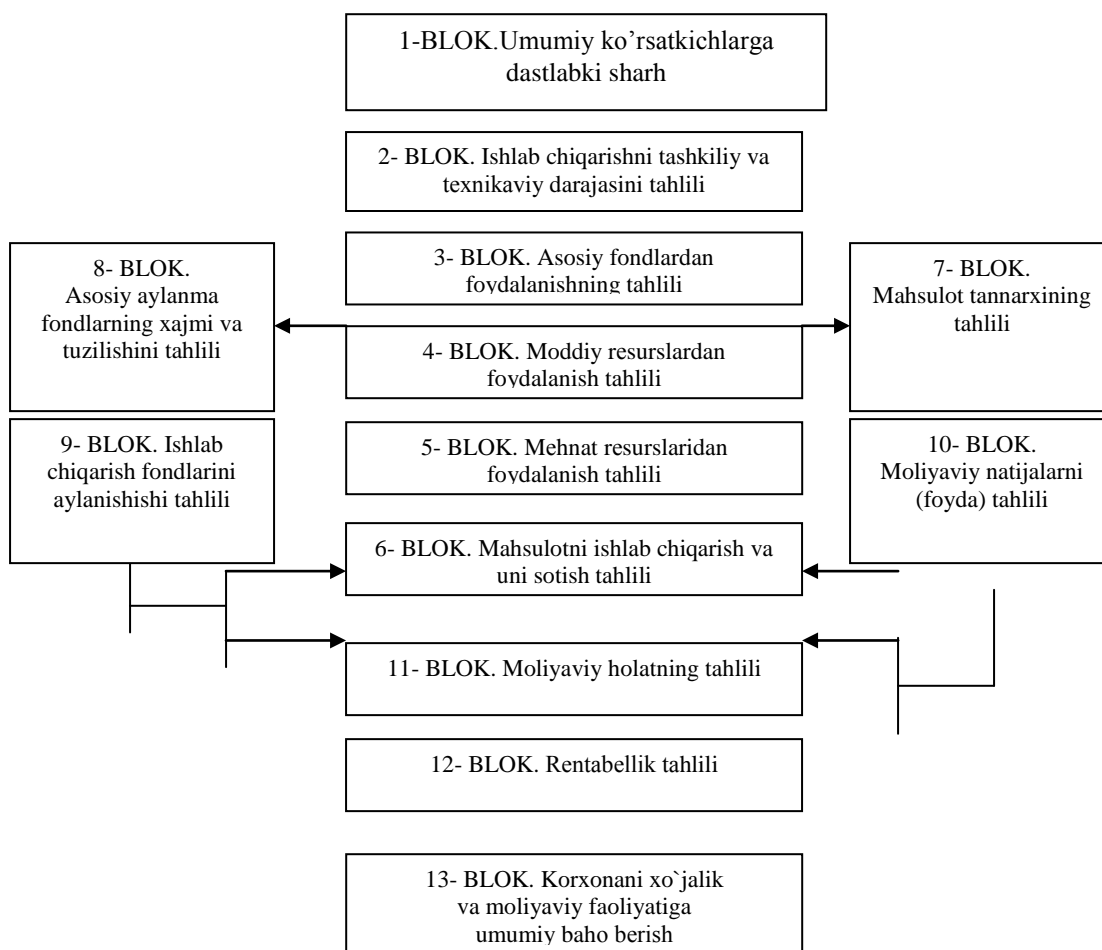 1-BLOK.Umumiy ko’rsatkichlarga
dastlabki sharh
2- BLOK. Ishlab chiqarishni tashkiliy va
texnikaviy darajasini tahlili
3- BLOK. Asosiy fondlardan
foydalanishning tahlili
8- BLOK.
Asosiy aylanma
fondlarning xajmi va
tuzilishini tahlili
7- BLOK.
Mahsulot tannarxining
tahlili
4- BLOK. Moddiy resurslardan
foydalanish tahlili
9- BLOK. Ishlab
chiqarish fondlarini
aylanishishi tahlili
5- BLOK. Mehnat resurslaridan
foydalanish tahlili
10- BLOK.
Moliyaviy natijalarni
(foyda) tahlili
6- BLOK. Mahsulotni ishlab chiqarish va
uni sotish tahlili
11- BLOK. Moliyaviy holatning tahlili
12- BLOK. Rentabellik tahlili
13- BLOK. Korxonani xo`jalik
va moliyaviy faoliyatiga
umumiy baho berish